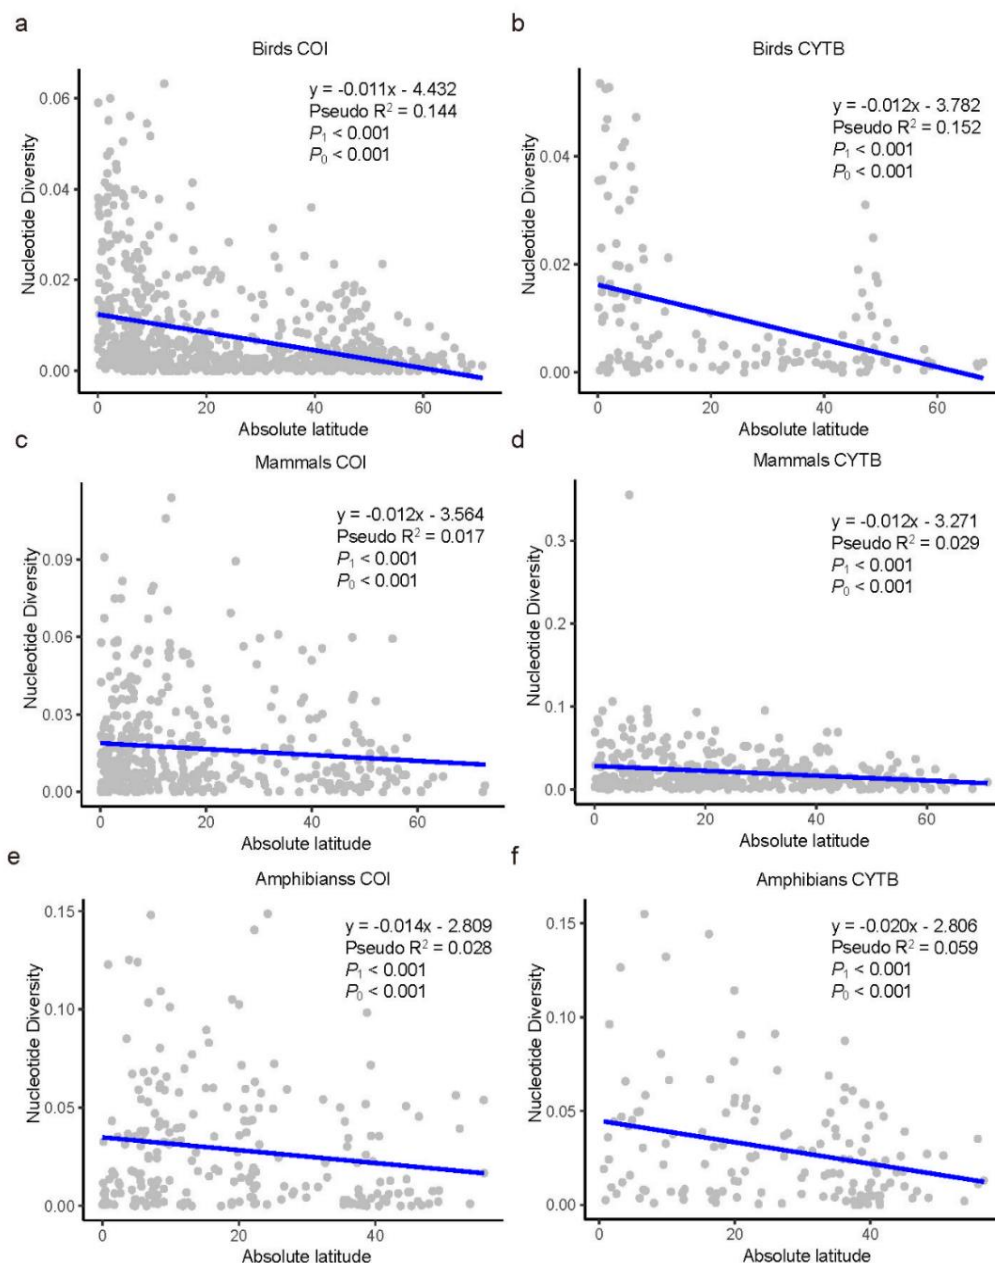 a
Birds COI
y = -0.011x - 4.432
Pseudo R² = 0.144
P₁ < 0.001
P₀ < 0.001
Nucleotide Diversity
0.06
0.04
0.02
0.00
0 20 40 60
Absolute latitude
b
Birds CYTB
y = -0.012x - 3.782
Pseudo R² = 0.152
P₁ < 0.001
P₀ < 0.001
Nucleotide Diversity
0.04
0.02
0.00
0 20 40 60
Absolute latitude
c
Mammals COI
y = -0.012x - 3.564
Pseudo R² = 0.017
P₁ < 0.001
P₀ < 0.001
Nucleotide Diversity
0.09
0.06
0.03
0.00
0 20 40 60
Absolute latitude
d
Mammals CYTB
y = -0.012x - 3.271
Pseudo R² = 0.029
P₁ < 0.001
P₀ < 0.001
Nucleotide Diversity
0.3
0.2
0.1
0.0
0 20 40 60
Absolute latitude
e
Amphibianss COI
y = -0.014x - 2.809
Pseudo R² = 0.028
P₁ < 0.001
P₀ < 0.001
Nucleotide Diversity
0.15
0.10
0.05
0.00
0 20 40
Absolute latitude
f
Amphibians CYTB
y = -0.020x - 2.806
Pseudo R² = 0.059
P₁ < 0.001
P₀ < 0.001
Nucleotide Diversity
0.15
0.10
0.05
0.00
0 20 40
Absolute latitude